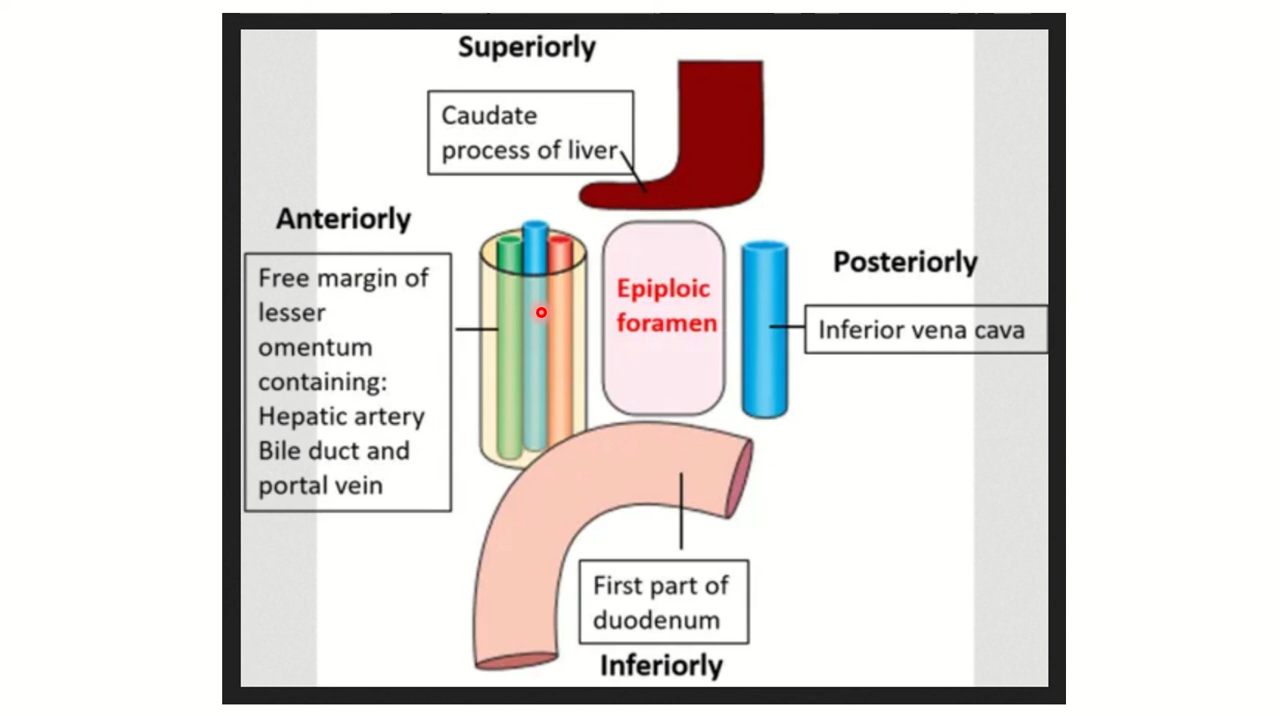 Superiorly
Caudate
process of liver
Anteriorly
Free margin of
lesser
omentum
containing:
Hepatic artery
Bile duct and
portal vein
Epiploic
foramen
Posteriorly
Inferior vena cava
First part of
duodenum
Inferiorly